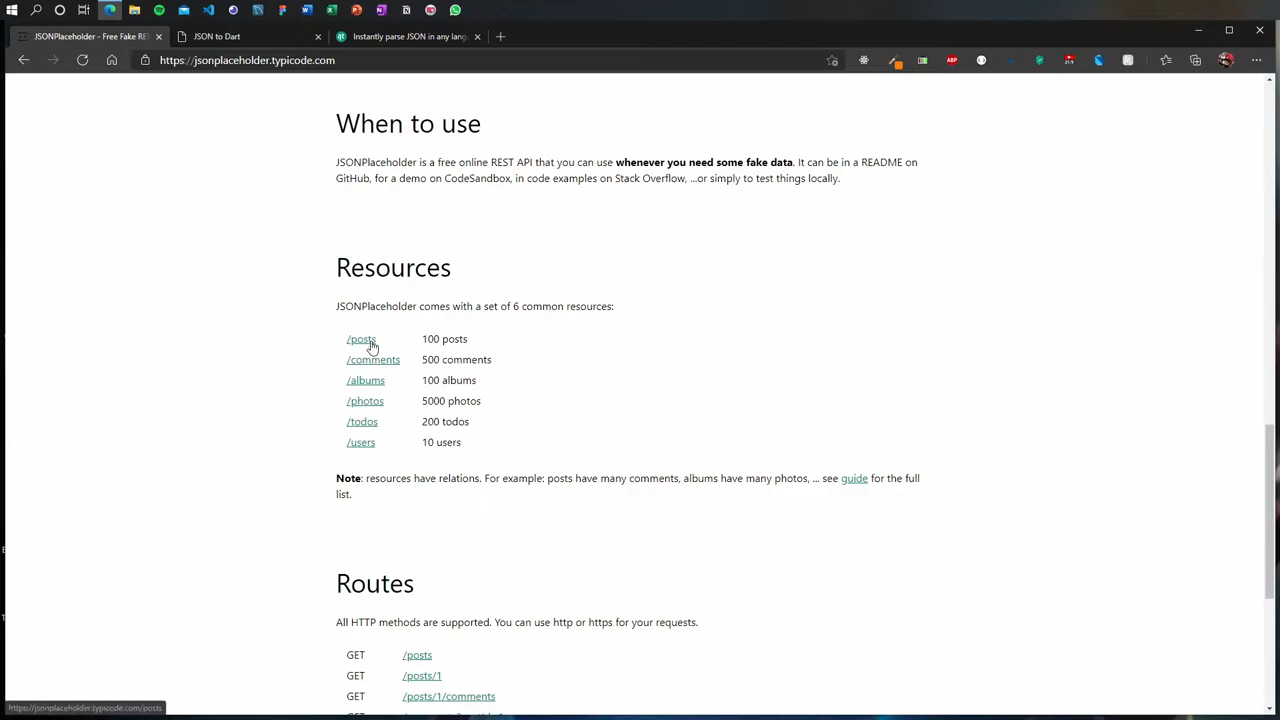 JSONPlaceholder - Free Fake RES
JSON to Dart
Instantly parse JSON in any lang
https://jsonplaceholder.typicode.com
When to use
JSONPlaceholder is a free online REST API that you can use whenever you need some fake data. It can be in a README on
GitHub, for a demo on CodeSandbox, in code examples on Stack Overflow, ...or simply to test things locally.
Resources
JSONPlaceholder comes with a set of 6 common resources:
/posts 100 posts
/comments 500 comments
/albums 100 albums
/photos 5000 photos
/todos 200 todos
/users 10 users
Note: resources have relations. For example: posts have many comments, albums have many photos, ... see guide for the full
list.
Routes
All HTTP methods are supported. You can use http or https for your requests.
GET /posts
GET /posts/1
GET /posts/1/comments
https://jsonplaceholder.typicode.com/posts